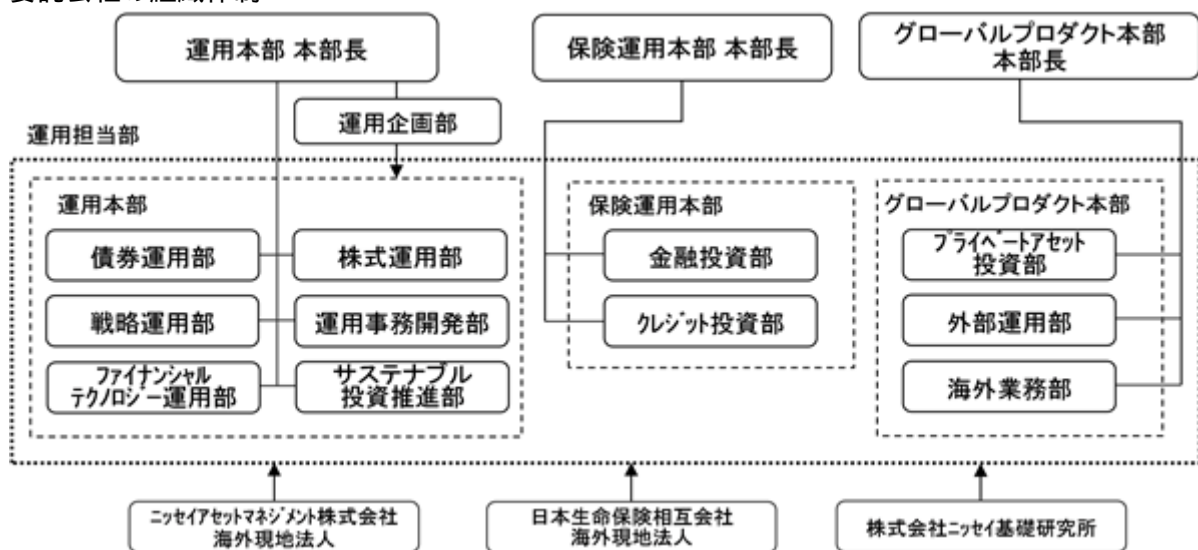 運用本部 本部長
保険運用本部 本部長
グローバルプロダクト本部
本部長
運用企画部
運用担当部
運用本部
債券運用部
株式運用部
戦略運用部
運用事務開発部
ファイナンシャル
テクノロジー運用部
サステナブル
投資推進部
保険運用本部
金融投資部
クレジット投資部
グローバルプロダクト本部
プライベートアセット
投資部
外部運用部
海外業務部
ニッセイアセットマネジメント株式会社
海外現地法人
日本生命保険相互会社
海外現地法人
株式会社ニッセイ基礎研究所